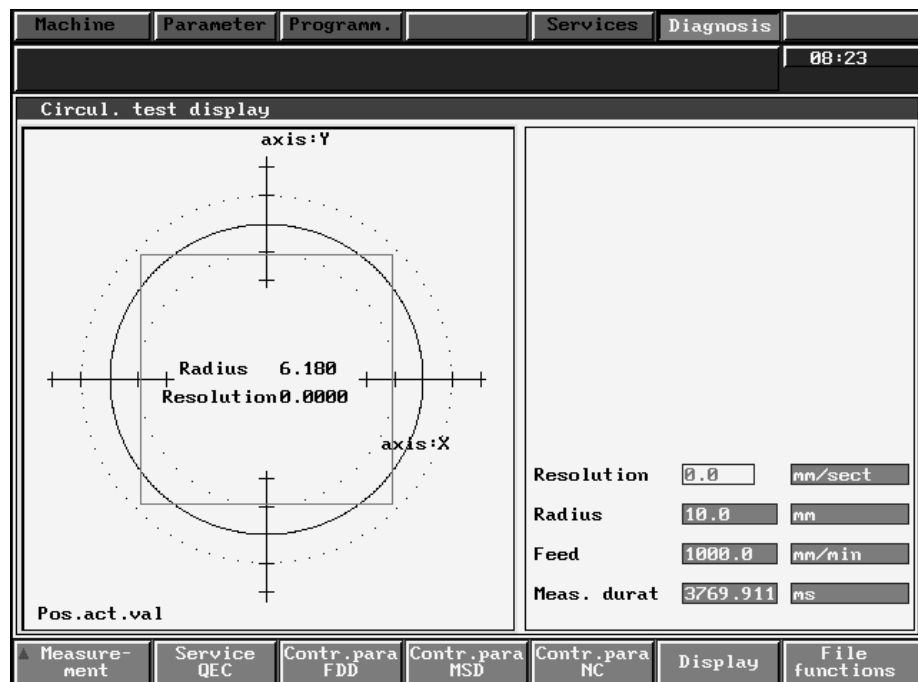 Machine Parameter Programm. Services Diagnosis
08:23
Circul. test display
axis:Y
Radius 6.180
Resolution0.0000
axis:X
Pos.act.val
Resolution 0.0 mm/sect
Radius 10.0 mm
Feed 1000.0 mm/min
Meas. durat 3769.911 ms
Measure-
ment
Service
QEC
Contr.para
FDD
Contr.para
MSD
Contr.para
NC
Display
File
functions